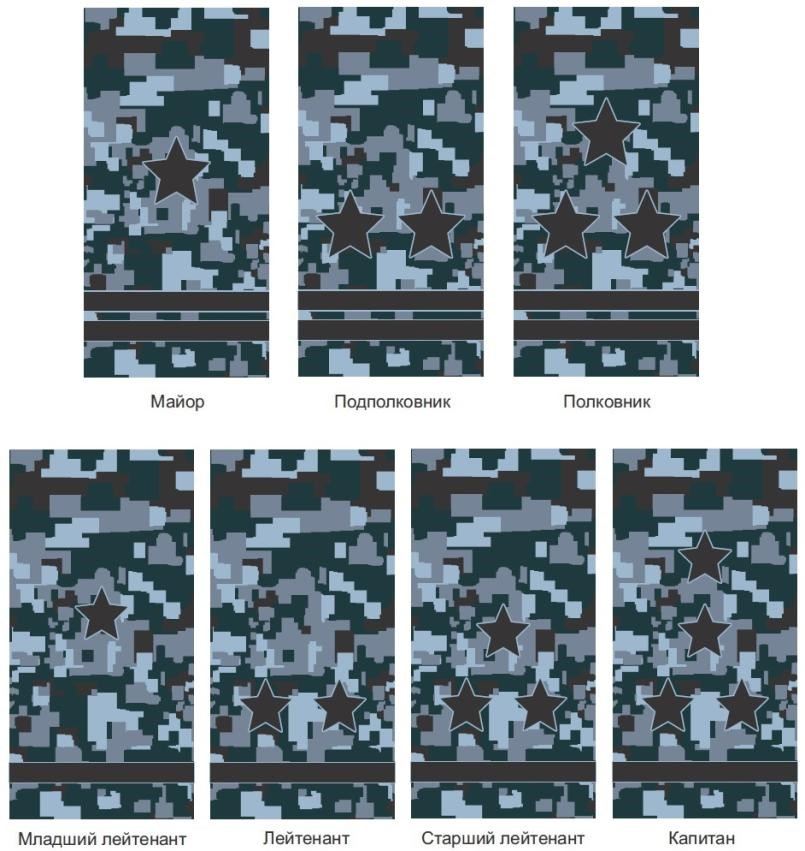 Майор
Подполковник
Полковник
Младший лейтенант
Лейтенант
Старший лейтенант
Капитан